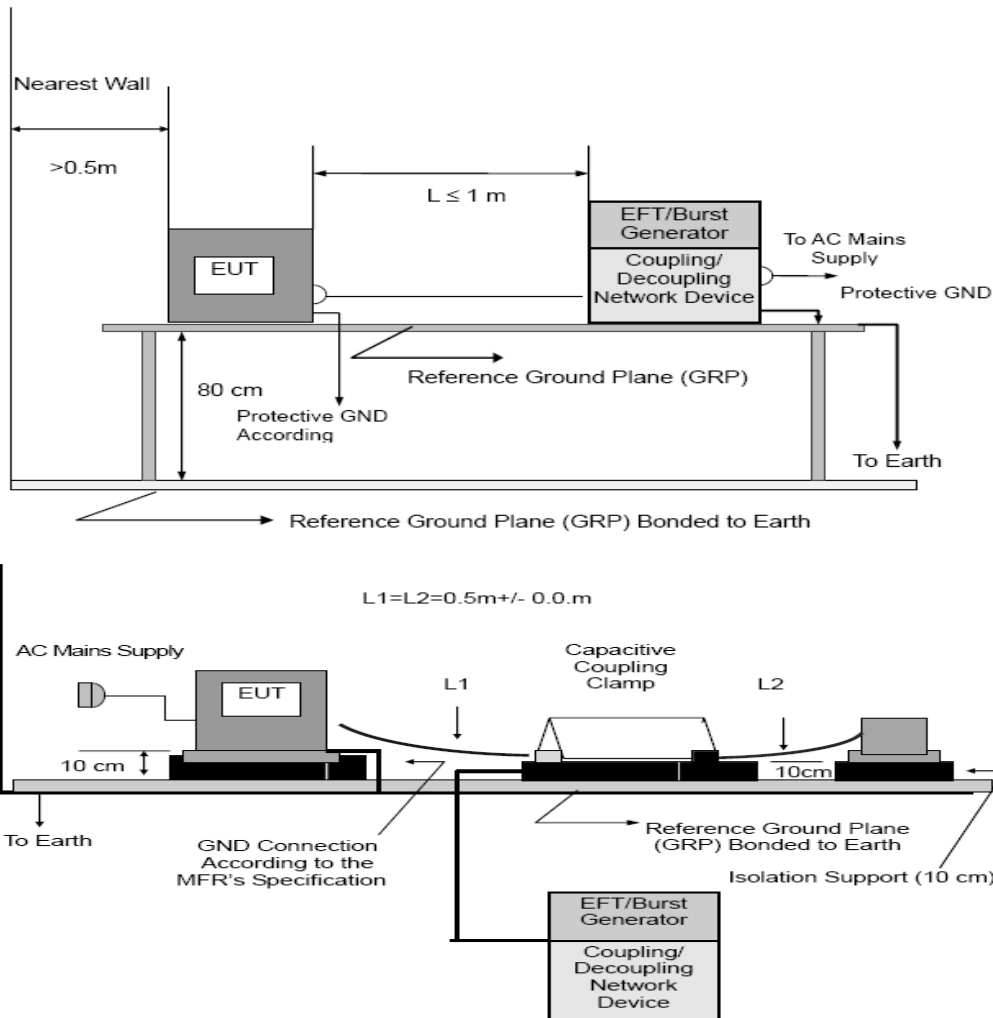 Nearest Wall
>0.5m
L ≤ 1 m
EFT/Burst
Generator
EUT
Coupling/
Decoupling
Network Device
To AC Mains
Supply
Protective GND
Reference Ground Plane (GRP)
80 cm
Protective GND
According
To Earth
Reference Ground Plane (GRP) Bonded to Earth
L1=L2=0.5m+/- 0.0.m
AC Mains Supply
Capacitive
Coupling
Clamp
EUT
L1
L2
10 cm
10cm
To Earth
GND Connection
According to the
MFR's Specification
Reference Ground Plane
(GRP) Bonded to Earth
Isolation Support (10 cm)
EFT/Burst
Generator
Coupling/
Decoupling
Network
Device